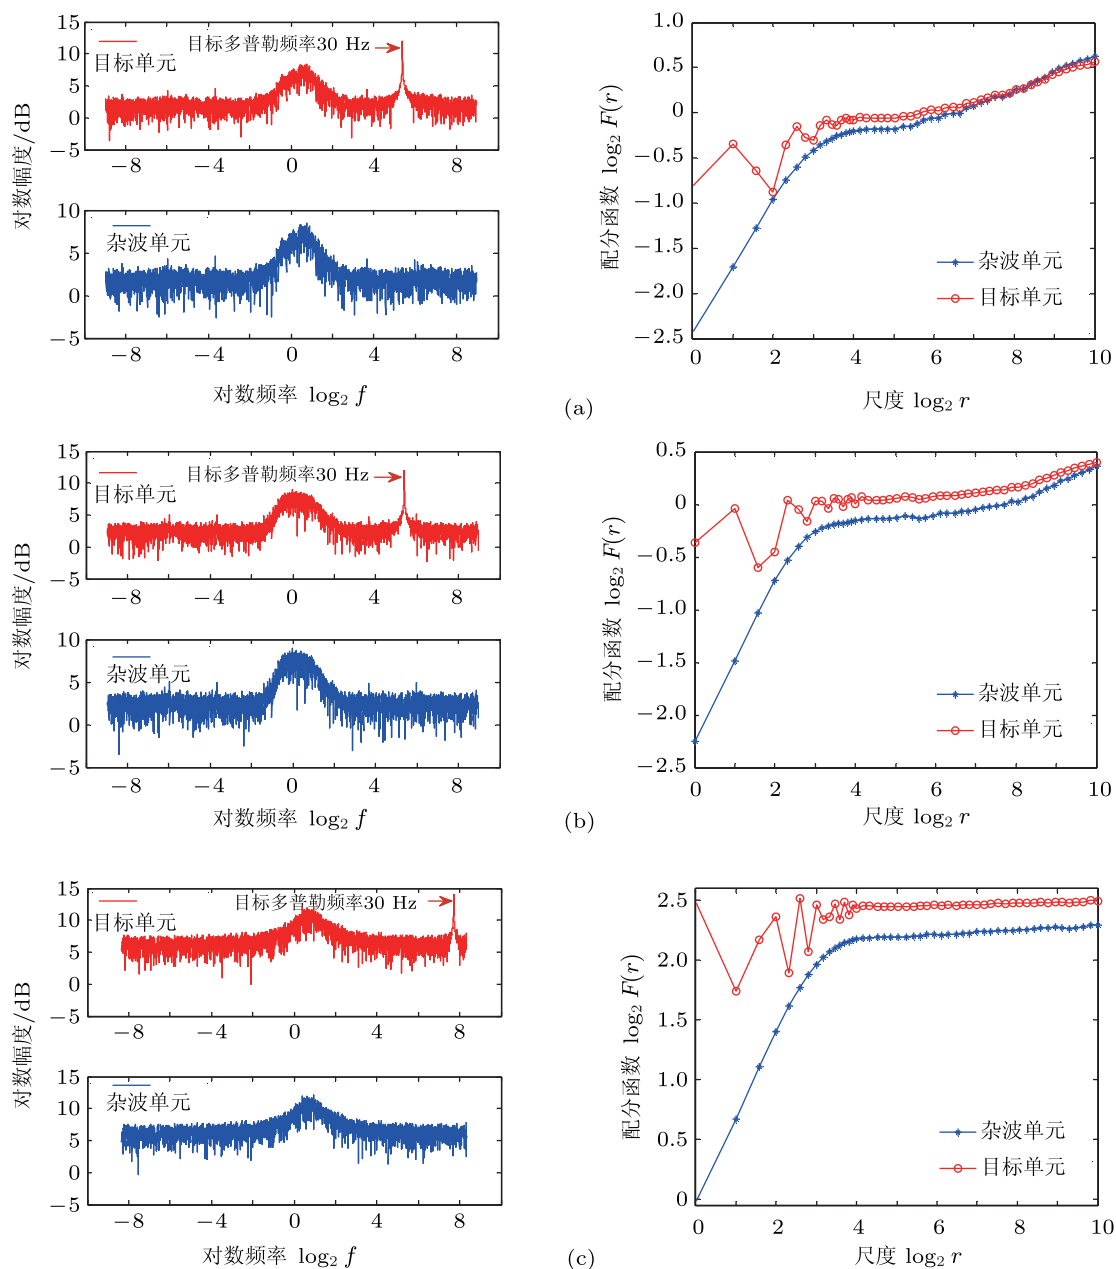 15
10
5
0
−5
目标多普勒频率30 Hz
目标单元
−8 −4 0 4 8
10
5
0
−5
杂波单元
−8 −4 0 4 8
对数幅度/dB
对数频率 log₂ f
1.0
0.5
0
−0.5
−1.0
−1.5
−2.0
−2.5
配分函数 log₂ F(r)
杂波单元
目标单元
0 2 4 6 8 10
尺度 log₂ r
(a)
15
10
5
0
−5
目标多普勒频率30 Hz
目标单元
−8 −4 0 4 8
10
5
0
−5
杂波单元
−8 −4 0 4 8
对数幅度/dB
对数频率 log₂ f
0.5
0
−0.5
−1.0
−1.5
−2.0
−2.5
配分函数 log₂ F(r)
杂波单元
目标单元
0 2 4 6 8 10
尺度 log₂ r
(b)
15
10
5
0
−5
目标多普勒频率30 Hz
目标单元
−8 −4 0 4 8
15
10
5
0
−5
杂波单元
−8 −4 0 4 8
对数幅度/dB
对数频率 log₂ f
2.5
2.0
1.5
1.0
0.5
0
配分函数 log₂ F(r)
杂波单元
目标单元
0 2 4 6 8 10
尺度 log₂ r
(c)